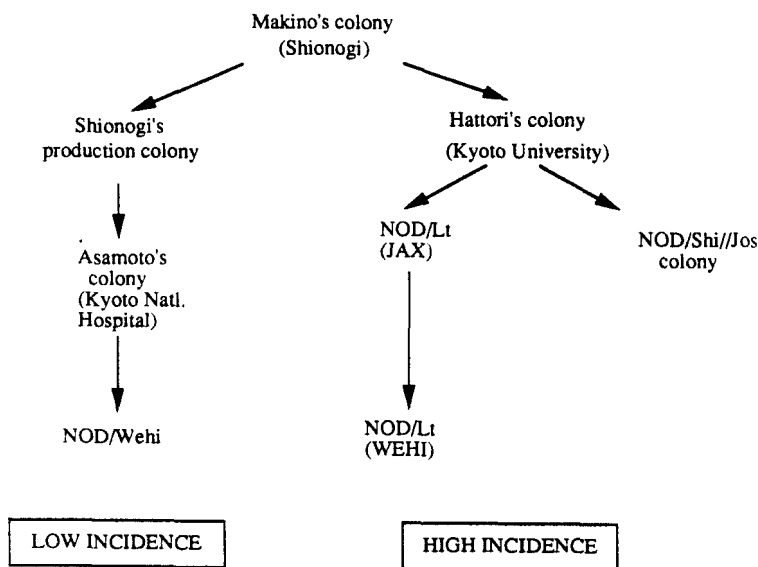 Makino's colony
(Shionogi)
Shionogi's
production colony
Hattori's colony
(Kyoto University)
Asamoto's
colony
(Kyoto Natl.
Hospital)
NOD/Lt
(JAX)
NOD/Shi//Jos
colony
NOD/Wehi
NOD/Lt
(WEHI)
LOW INCIDENCE
HIGH INCIDENCE